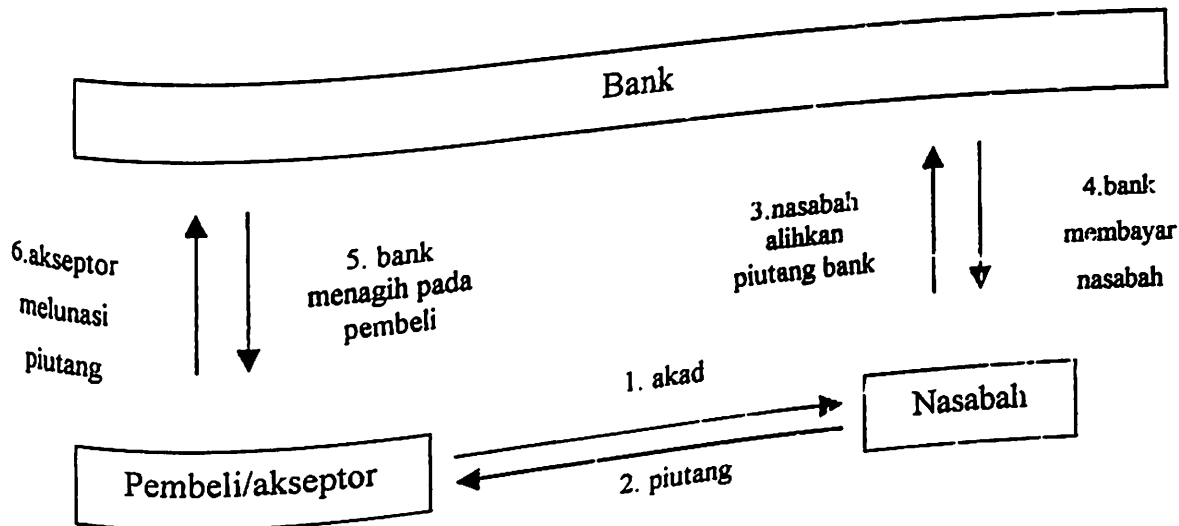 Bank
6.akseptor
melunasi
piutang
5. bank
menagih pada
pembeli
3.nasabah
alihkan
piutang bank
4.bank
membayar
nasabah
1. akad
2. piutang
Nasabah
Pembeli/akseptor